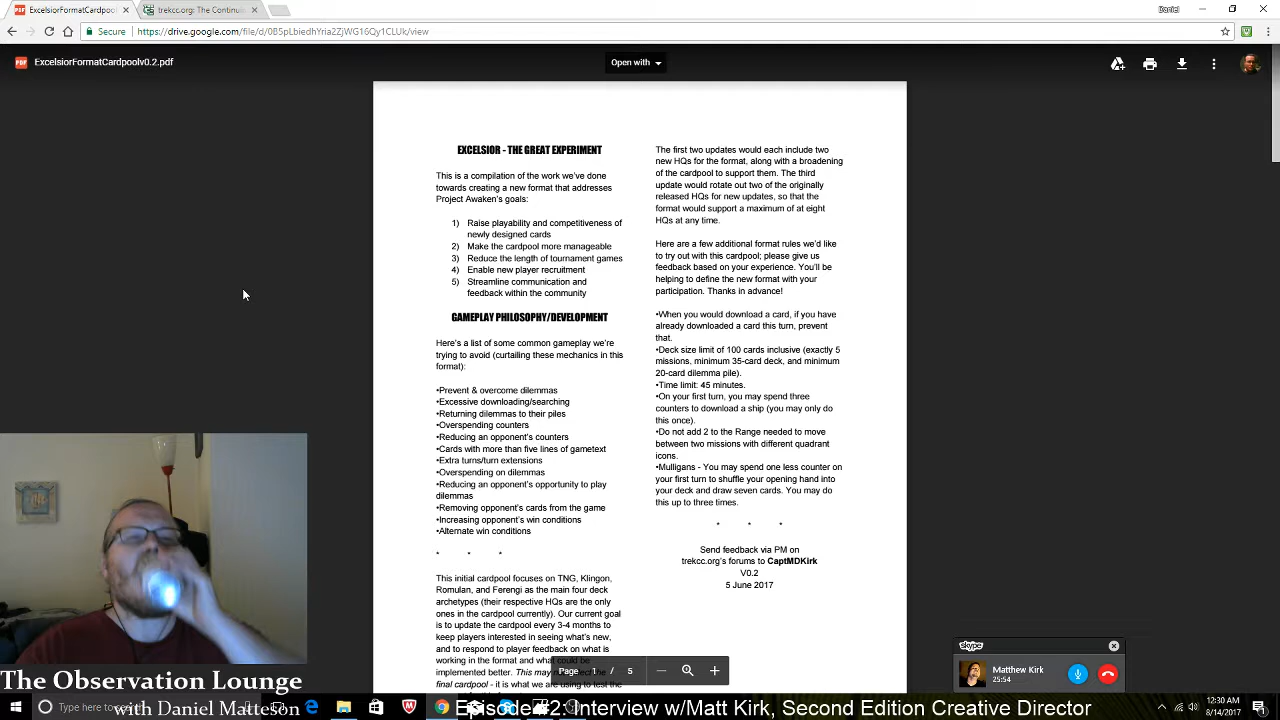 ExcelsiorFormatCardpool
trekcc.org: The Continuin
Daniel
Secure
https://drive.google.com/file/d/0B5pLbiedhYria2ZjWG16Qy1CLUk/view
PDF
ExcelsiorFormatCardpoolv0.2.pdf
Open with
EXCELSIOR - THE GREAT EXPERIMENT
This is a compilation of the work we've done
towards creating a new format that addresses
Project Awaken's goals:
1) Raise playability and competitiveness of
newly designed cards
2) Make the cardpool more manageable
3) Reduce the length of tournament games
4) Enable new player recruitment
5) Streamline communication and
feedback within the community
GAMEPLAY PHILOSOPHY/DEVELOPMENT
Here's a list of some common gameplay we're
trying to avoid (curtailing these mechanics in this
format):
•Prevent & overcome dilemmas
•Excessive downloading/searching
•Returning dilemmas to their piles
•Overspending counters
•Reducing an opponent's counters
•Cards with more than five lines of gametext
•Extra turns/turn extensions
•Overspending on dilemmas
•Reducing an opponent's opportunity to play
dilemmas
•Removing opponent's cards from the game
•Increasing opponent's win conditions
•Alternate win conditions
* * *
This initial cardpool focuses on TNG, Klingon,
Romulan, and Ferengi as the main four deck
archetypes (their respective HQs are the only
ones in the cardpool currently). Our current goal
is to update the cardpool every 3-4 months to
keep players interested in seeing what's new,
and to respond to player feedback on what is
working in the format and what could be
implemented better. This may
final cardpool - it is what we are using to test the
The first two updates would each include two
new HQs for the format, along with a broadening
of the cardpool to support them. The third
update would rotate out two of the originally
released HQs for new updates, so that the
format would support a maximum of at eight
HQs at any time.
Here are a few additional format rules we'd like
to try out with this cardpool; please give us
feedback based on your experience. You'll be
helping to define the new format with your
participation. Thanks in advance!
•When you would download a card, if you have
already downloaded a card this turn, prevent
that.
•Deck size limit of 100 cards inclusive (exactly 5
missions, minimum 35-card deck, and minimum
20-card dilemma pile).
•Time limit: 45 minutes.
•On your first turn, you may spend three
counters to download a ship (you may only do
this once).
•Do not add 2 to the Range needed to move
between two missions with different quadrant
icons.
•Mulligans - You may spend one less counter on
your first turn to shuffle your opening hand into
your deck and draw seven cards. You may do
this up to three times.
* * *
Send feedback via PM on
trekcc.org's forums to CaptMDKirk
V0.2
5 June 2017
Page 1 / 5
skype
Matthew Kirk
25:54
The Observation Lounge
with Daniel Matteson
Episode 2: Interview w/Matt Kirk, Second Edition Creative Director
Type here to
12:30 AM
8/14/2017